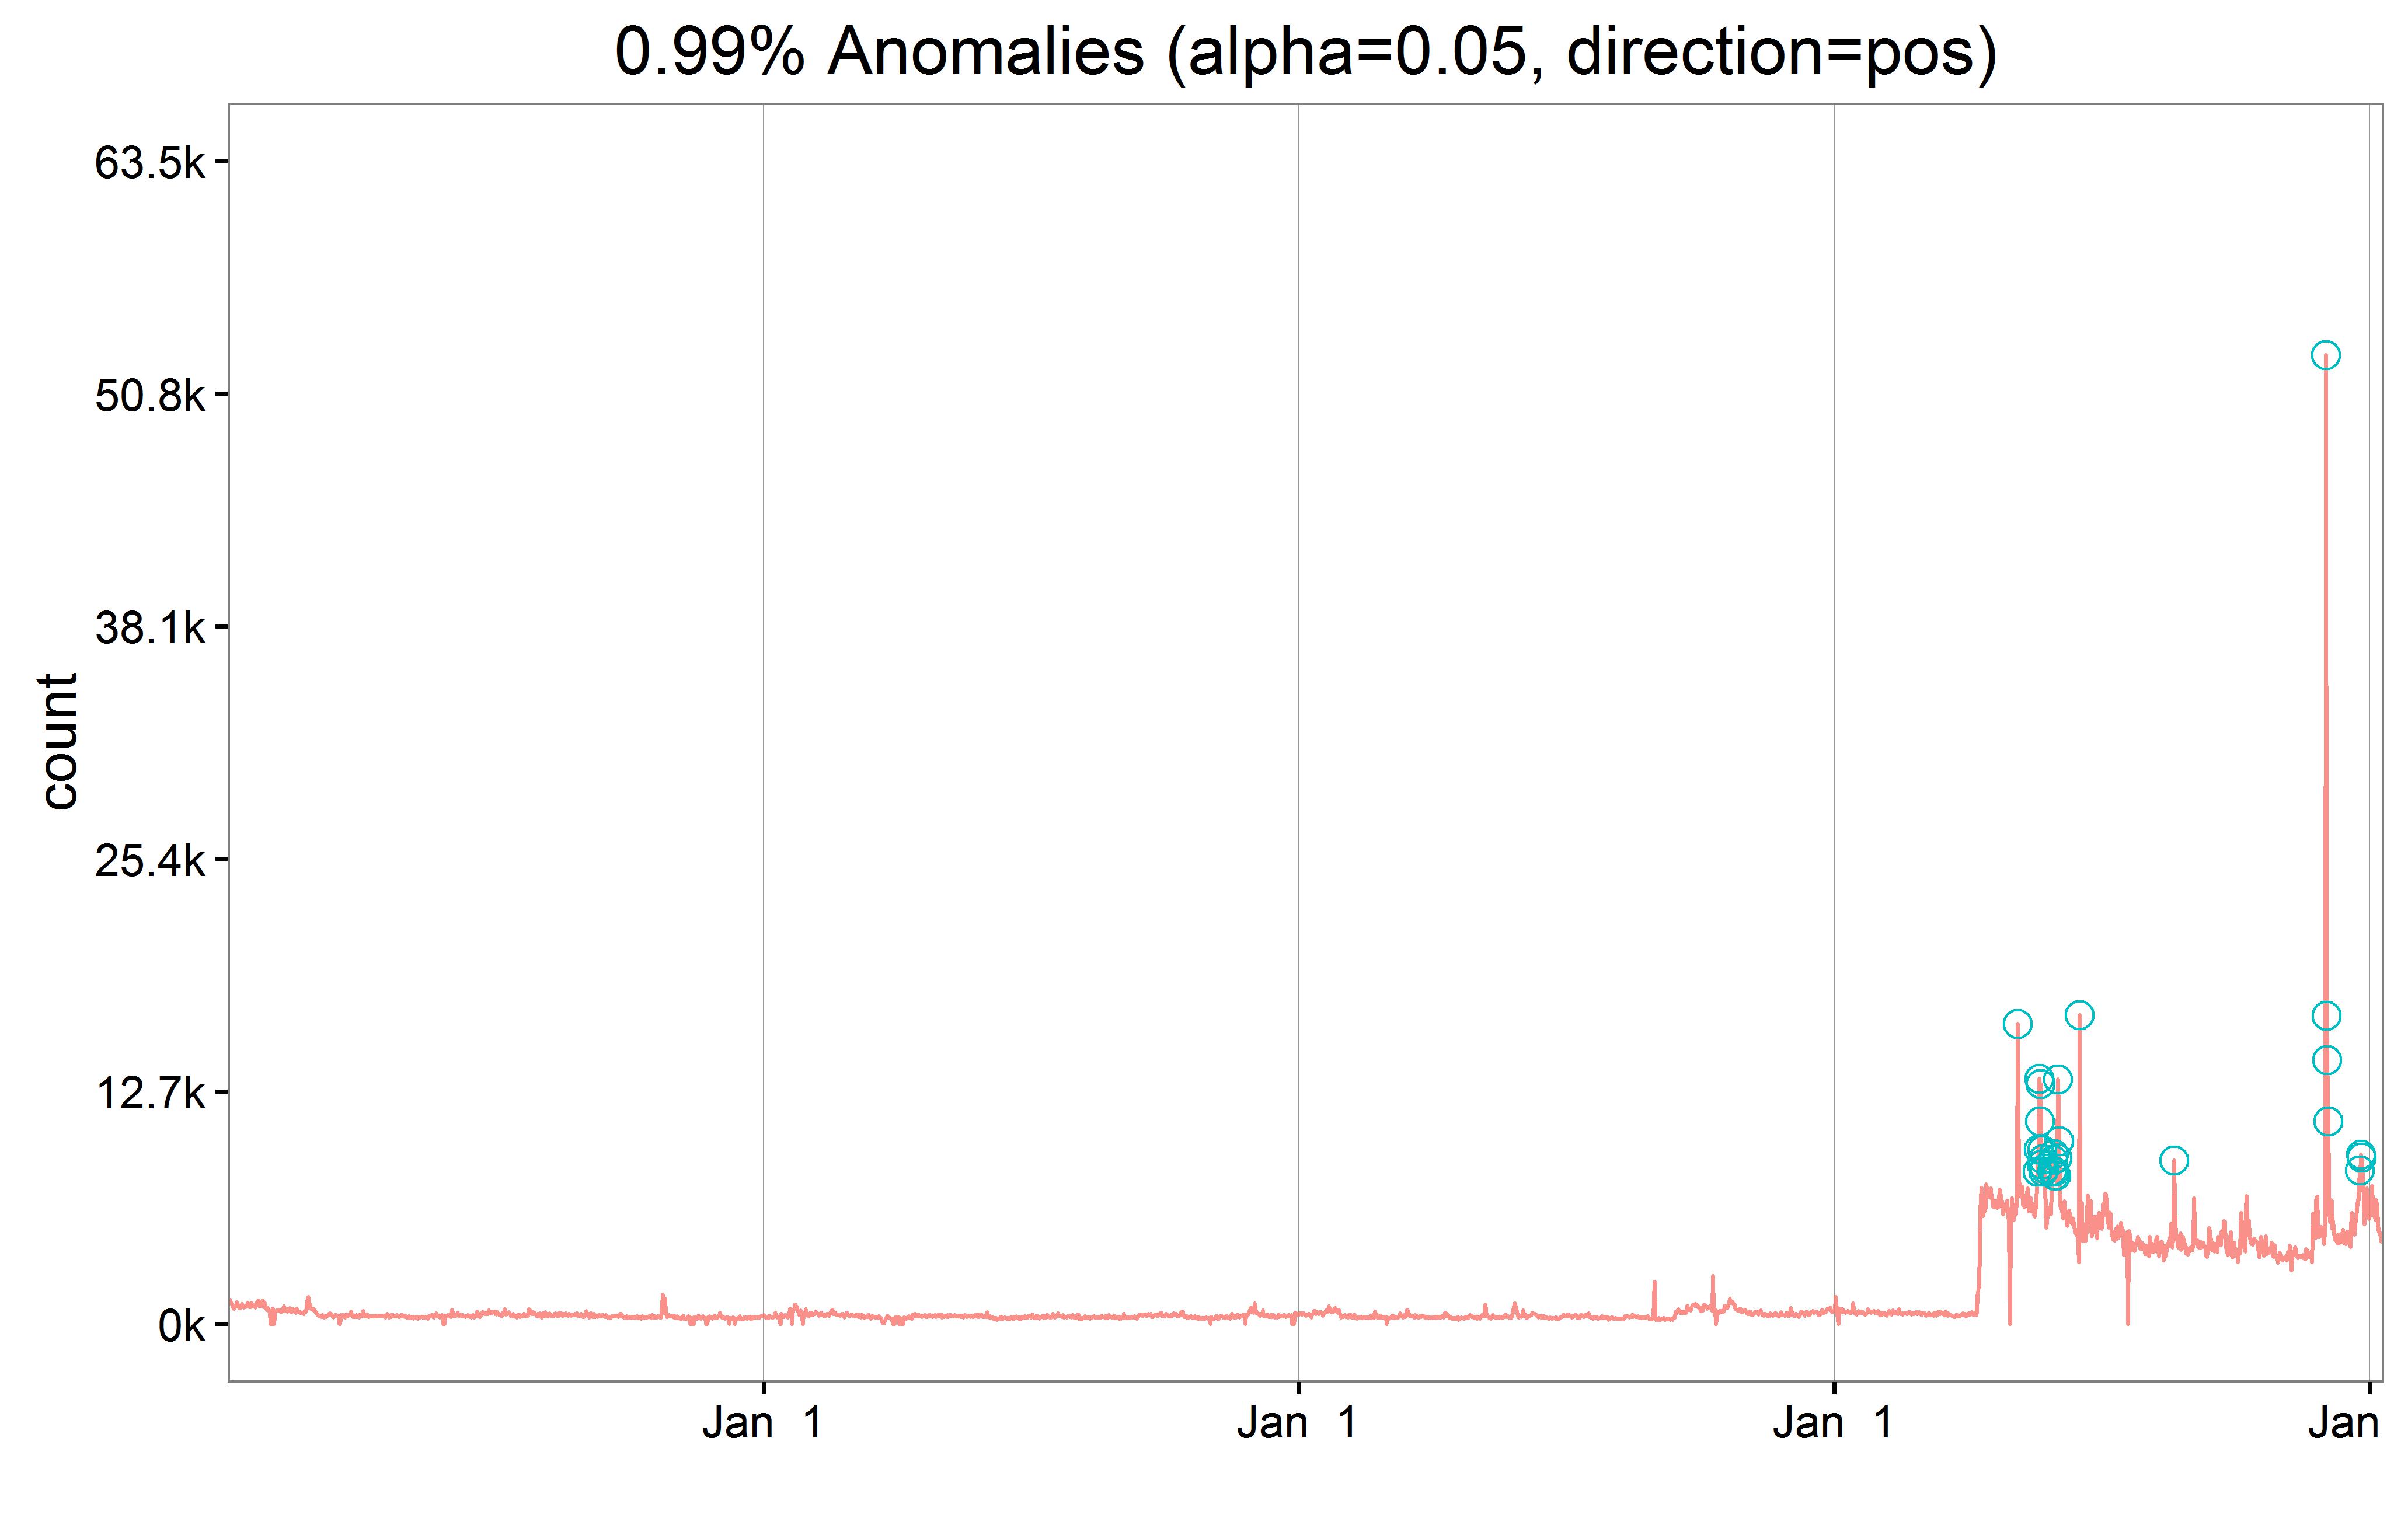 0.99% Anomalies (alpha=0.05, direction=pos)
63.5k
50.8k
38.1k
25.4k
12.7k
0k
count
Jan 1
Jan 1
Jan 1
Jan